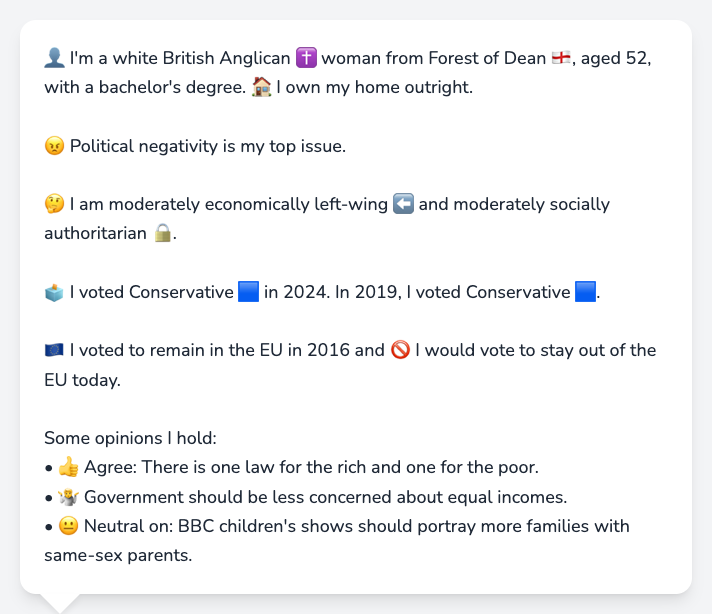 👤 I'm a white British Anglican ✝️ woman from Forest of Dean 🏴󠁧󠁢󠁥󠁮󠁧󠁿, aged 52,
with a bachelor's degree. 🏠 I own my home outright.
😠 Political negativity is my top issue.
🤔 I am moderately economically left-wing ⬅️ and moderately socially
authoritarian 🔒.
🗳️ I voted Conservative 🟦 in 2024. In 2019, I voted Conservative 🟦.
🇪🇺 I voted to remain in the EU in 2016 and 🚫 I would vote to stay out of the
EU today.
Some opinions I hold:
• 👍 Agree: There is one law for the rich and one for the poor.
• 🤷 Government should be less concerned about equal incomes.
• 😐 Neutral on: BBC children's shows should portray more families with
same-sex parents.